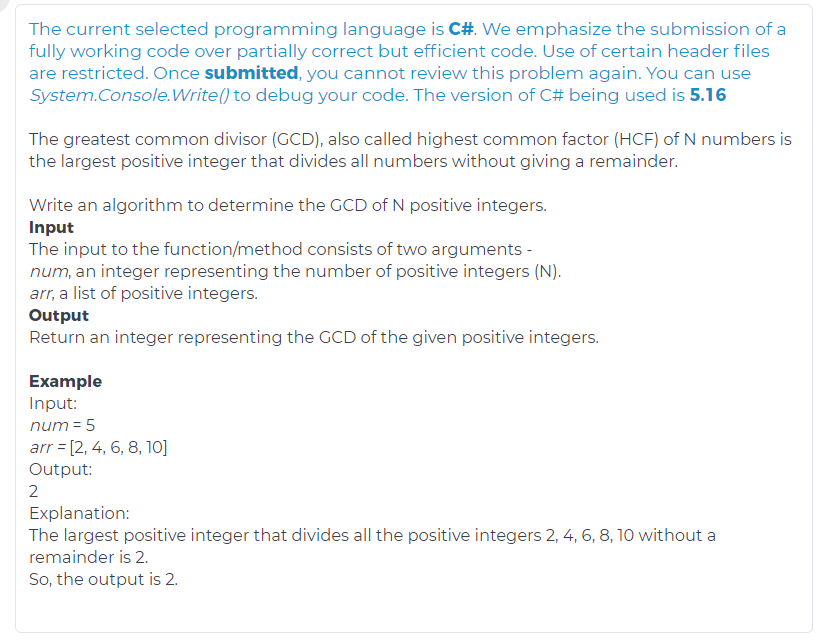 The current selected programming language is C#. We emphasize the submission of a
fully working code over partially correct but efficient code. Use of certain header files
are restricted. Once submitted, you cannot review this problem again. You can use
System.Console.Write() to debug your code. The version of C# being used is 5.16
The greatest common divisor (GCD), also called highest common factor (HCF) of N numbers is
the largest positive integer that divides all numbers without giving a remainder.
Write an algorithm to determine the GCD of N positive integers.
Input
The input to the function/method consists of two arguments -
num, an integer representing the number of positive integers (N).
arr, a list of positive integers.
Output
Return an integer representing the GCD of the given positive integers.
Example
Input:
num = 5
arr = [2, 4, 6, 8, 10]
Output:
2
Explanation:
The largest positive integer that divides all the positive integers 2, 4, 6, 8, 10 without a
remainder is 2.
So, the output is 2.